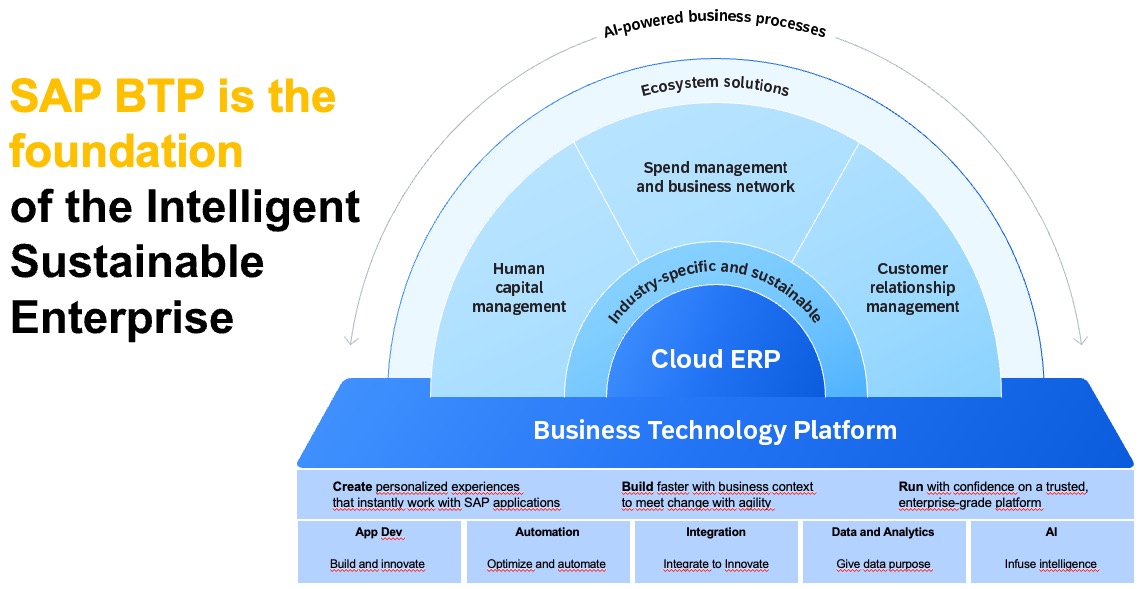 SAP BTP is the
foundation
of the Intelligent
Sustainable
Enterprise
AI-powered business processes
Ecosystem solutions
Spend management
and business network
Human
capital
management
Customer
relationship
management
Industry-specific and sustainable
Cloud ERP
Business Technology Platform
Create personalized experiences
that instantly work with SAP applications
Build faster with business context
to meet change with agility
Run with confidence on a trusted,
enterprise-grade platform
App Dev
Build and innovate
Automation
Optimize and automate
Integration
Integrate to Innovate
Data and Analytics
Give data purpose
AI
Infuse intelligence